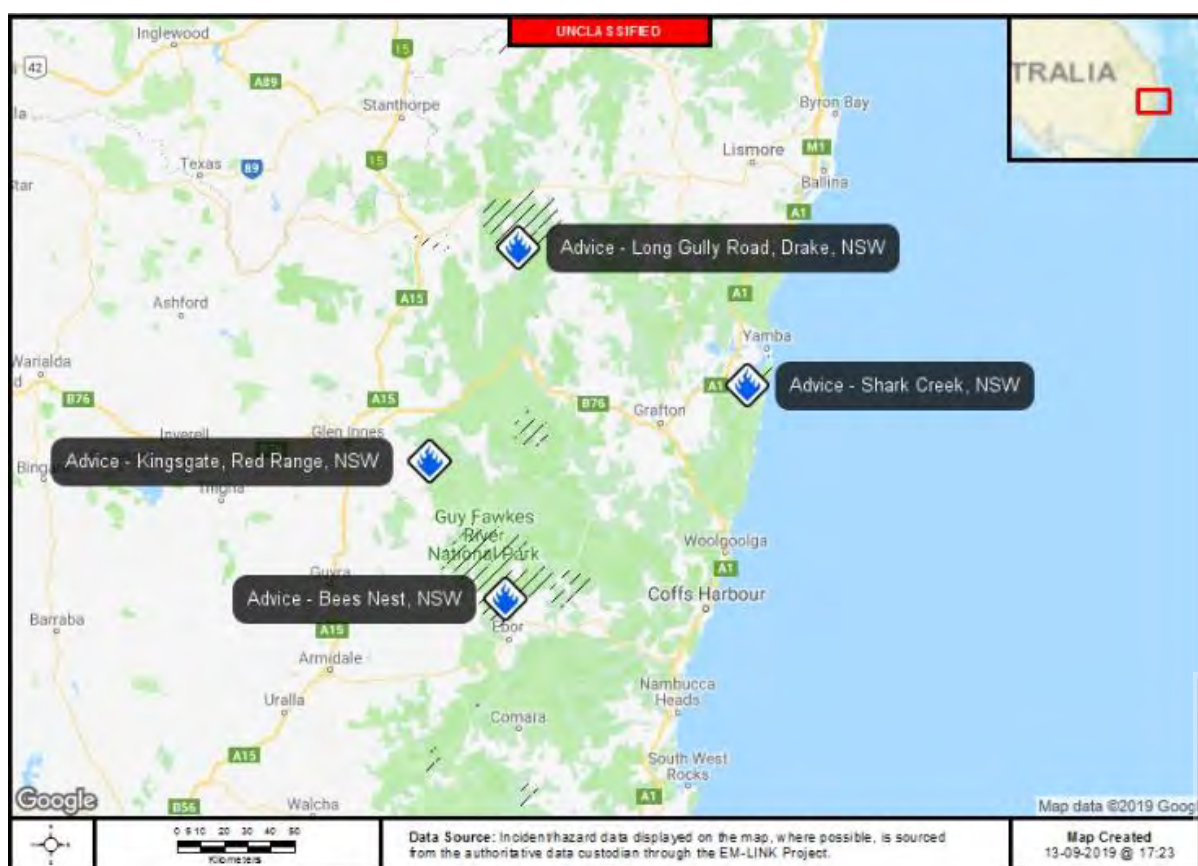 UNCLASSIFIED
Inglewood
42
15
A89
Stanthorpe
TRALIA
Byron Bay
Lismore
M1
Texas
89
15
Star
Ballina
A1
Advice - Long Gully Road, Drake, NSW
Ashford
A15
A1
Yamba
Warialda
B76
A15
A1
Advice - Shark Creek, NSW
B76
Grafton
Inverell
Glen Innes
Advice - Kingsgate, Red Range, NSW
Guy Fawkes
River
National Park
Woolgoolga
A1
Guyra
Advice - Bees Nest, NSW
Coffs Harbour
Barraba
A15
Ebor
Armidale
Uralla
Nambucca
Heads
Comara
A15
South West
Rocks
A1
Google
B56
Walcha
Map data ©2019 Googl
0 5 10 20 30 40 50
Kilometers
Data Source: Incident/hazard data displayed on the map, where possible, is sourced
from the authoritative data custodian through the EM-LINK Project.
Map Created
13-09-2019 @ 17:23